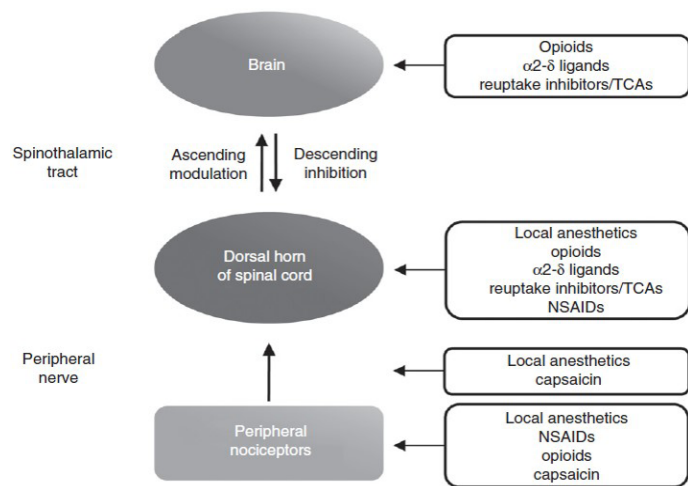 Brain
Opioids
α2-δ ligands
reuptake inhibitors/TCAs
Spinothalamic
tract
Ascending
modulation
Descending
inhibition
Dorsal horn
of spinal cord
Local anesthetics
opioids
α2-δ ligands
reuptake inhibitors/TCAs
NSAIDs
Peripheral
nerve
Local anesthetics
capsaicin
Peripheral
nociceptors
Local anesthetics
NSAIDs
opioids
capsaicin